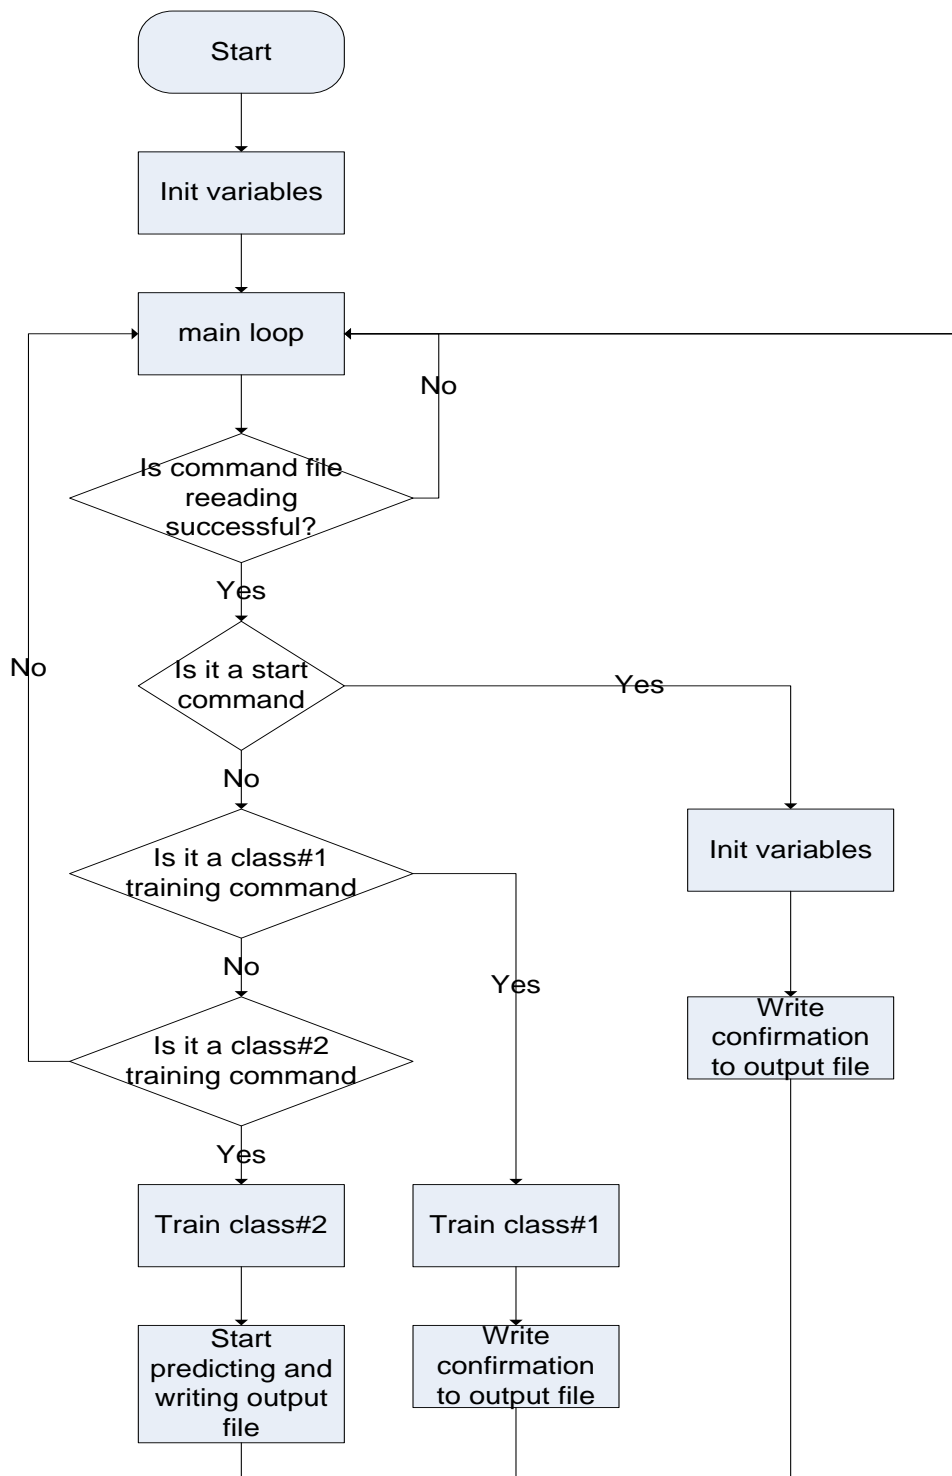 Start
Init variables
main loop
No
Is command file
reeading
successful?
Yes
No
Is it a start
command
Yes
No
Is it a class#1
training command
Init variables
No
Yes
Is it a class#2
training command
Write
confirmation
to output file
Yes
Train class#2
Train class#1
Start
predicting and
writing output
file
Write
confirmation
to output file